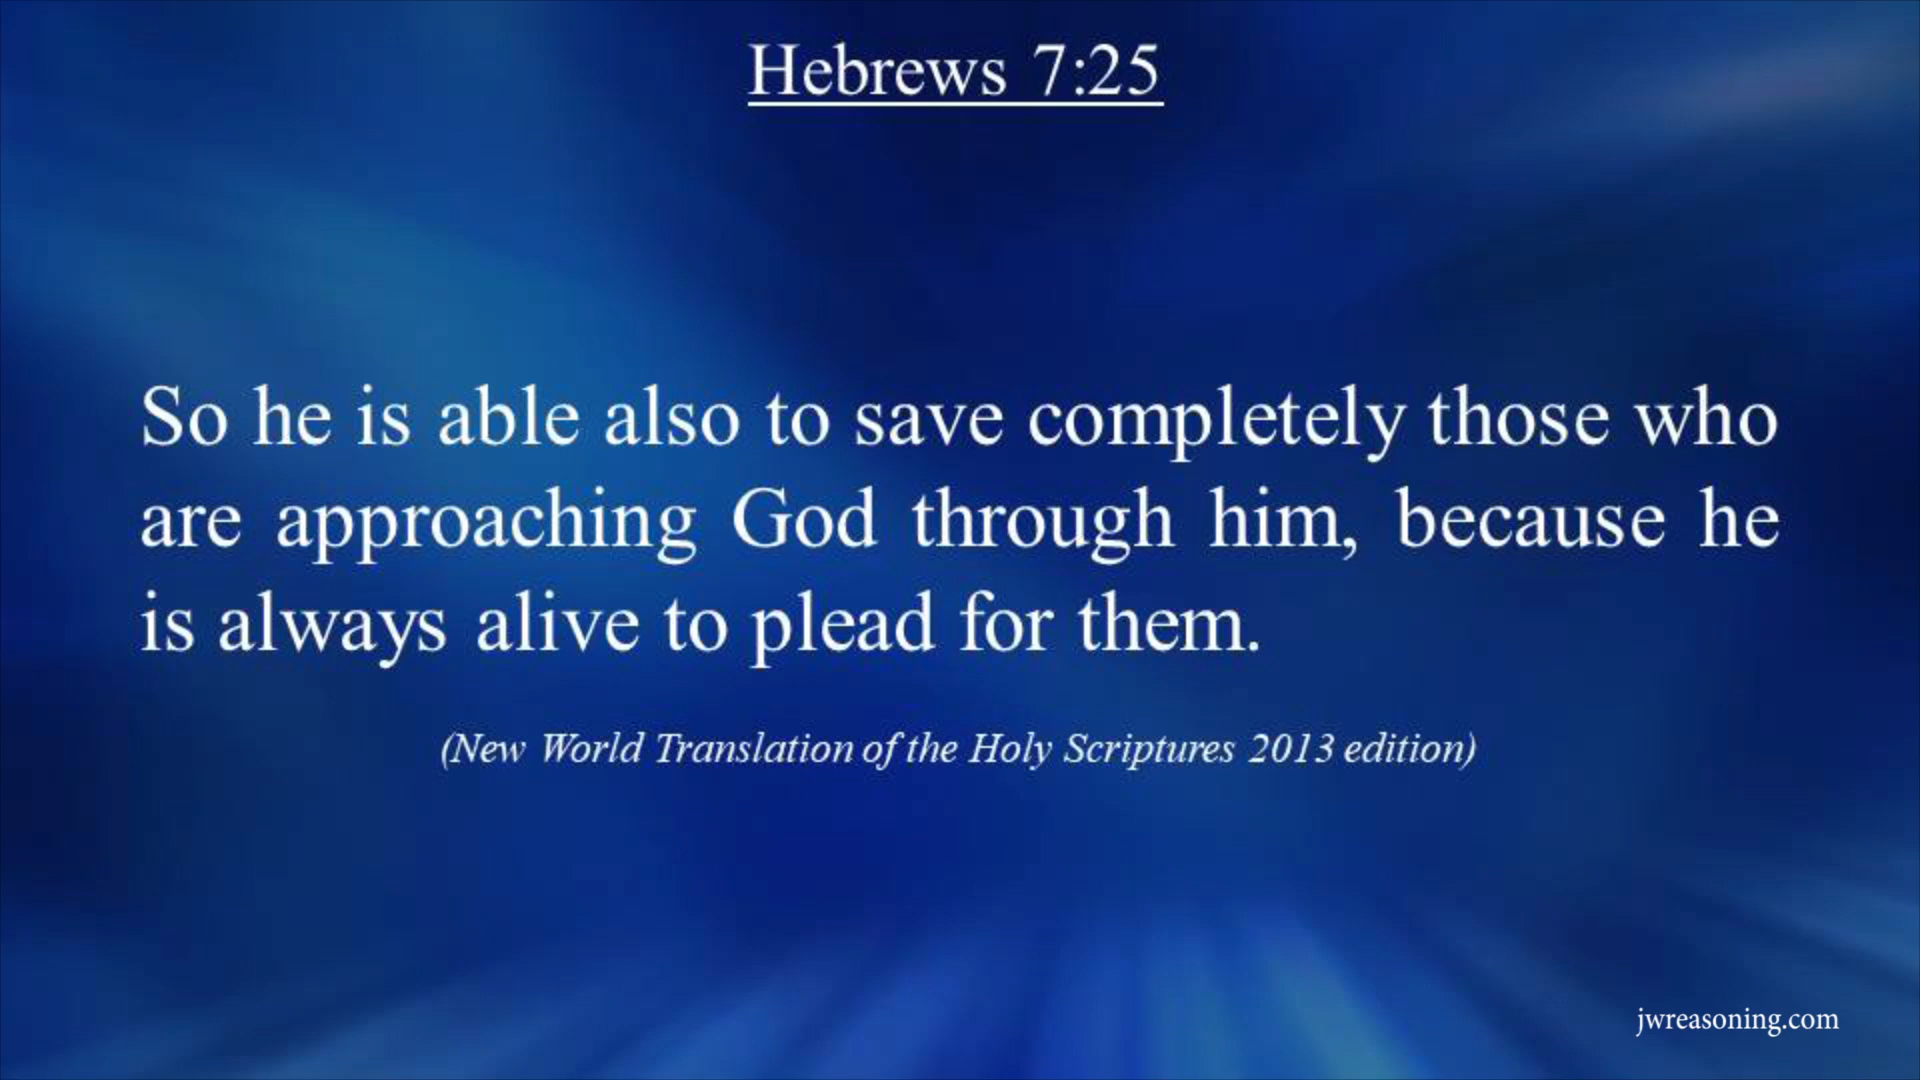 Hebrews 7:25
So he is able also to save completely those who
are approaching God through him, because he
is always alive to plead for them.
(New World Translation of the Holy Scriptures 2013 edition)
jwreasoning.com